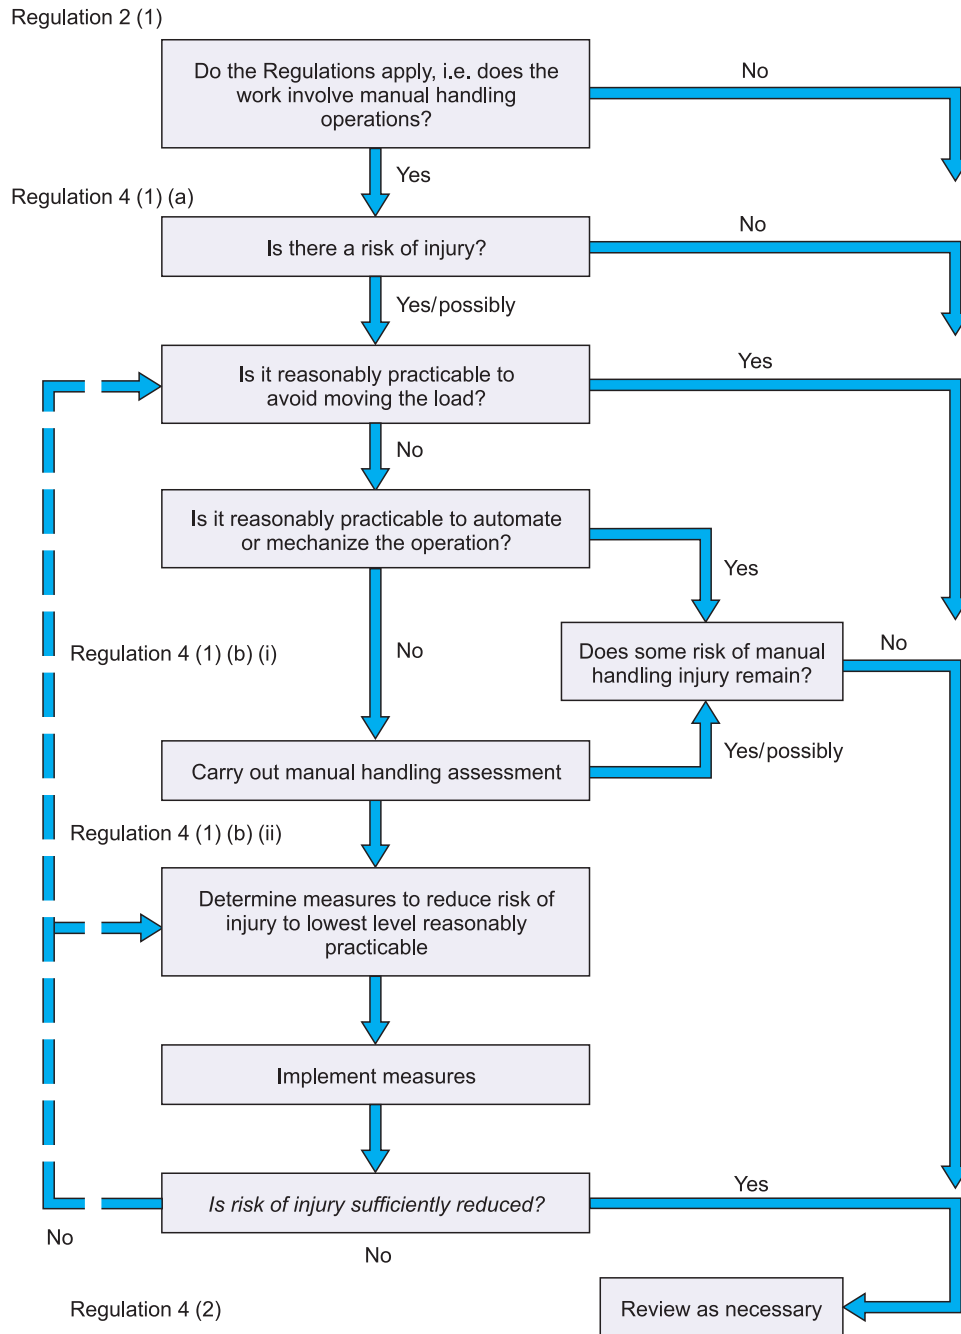 Regulation 2 (1)
Do the Regulations apply, i.e. does the
work involve manual handling
operations?
No
Yes
Regulation 4 (1) (a)
Is there a risk of injury?
No
Yes/possibly
Is it reasonably practicable to
avoid moving the load?
Yes
No
Is it reasonably practicable to automate
or mechanize the operation?
Yes
Regulation 4 (1) (b) (i)
No
Does some risk of manual
handling injury remain?
No
Carry out manual handling assessment
Yes/possibly
Regulation 4 (1) (b) (ii)
Determine measures to reduce risk of
injury to lowest level reasonably
practicable
Implement measures
Is risk of injury sufficiently reduced?
Yes
No
No
Regulation 4 (2)
Review as necessary